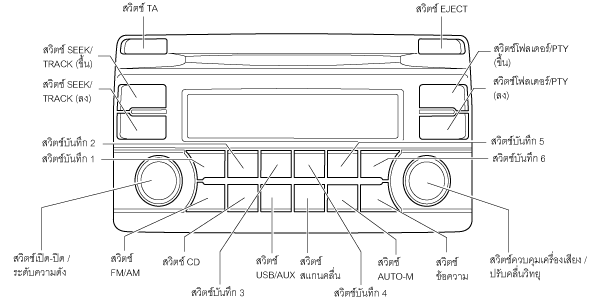 สวิตช์ TA
สวิตช์ EJECT
สวิตช์ SEEK/
TRACK (ขึ้น)
สวิตช์โฟลเดอร์/PTY
(ขึ้น)
สวิตช์ SEEK/
TRACK (ลง)
สวิตช์โฟลเดอร์/PTY
(ลง)
สวิตช์บันทึก 2
สวิตช์บันทึก 5
สวิตช์บันทึก 1
สวิตช์บันทึก 6
สวิตช์เปิด-ปิด /
ระดับความดัง
สวิตช์
FM/AM
สวิตช์ CD
สวิตช์
USB/AUX
สวิตช์
สแกนคลื่น
สวิตช์
AUTO-M
สวิตช์
ข้อความ
สวิตช์ควบคุมเครื่องเสียง /
ปรับคลื่นวิทยุ
สวิตช์บันทึก 3
สวิตช์บันทึก 4